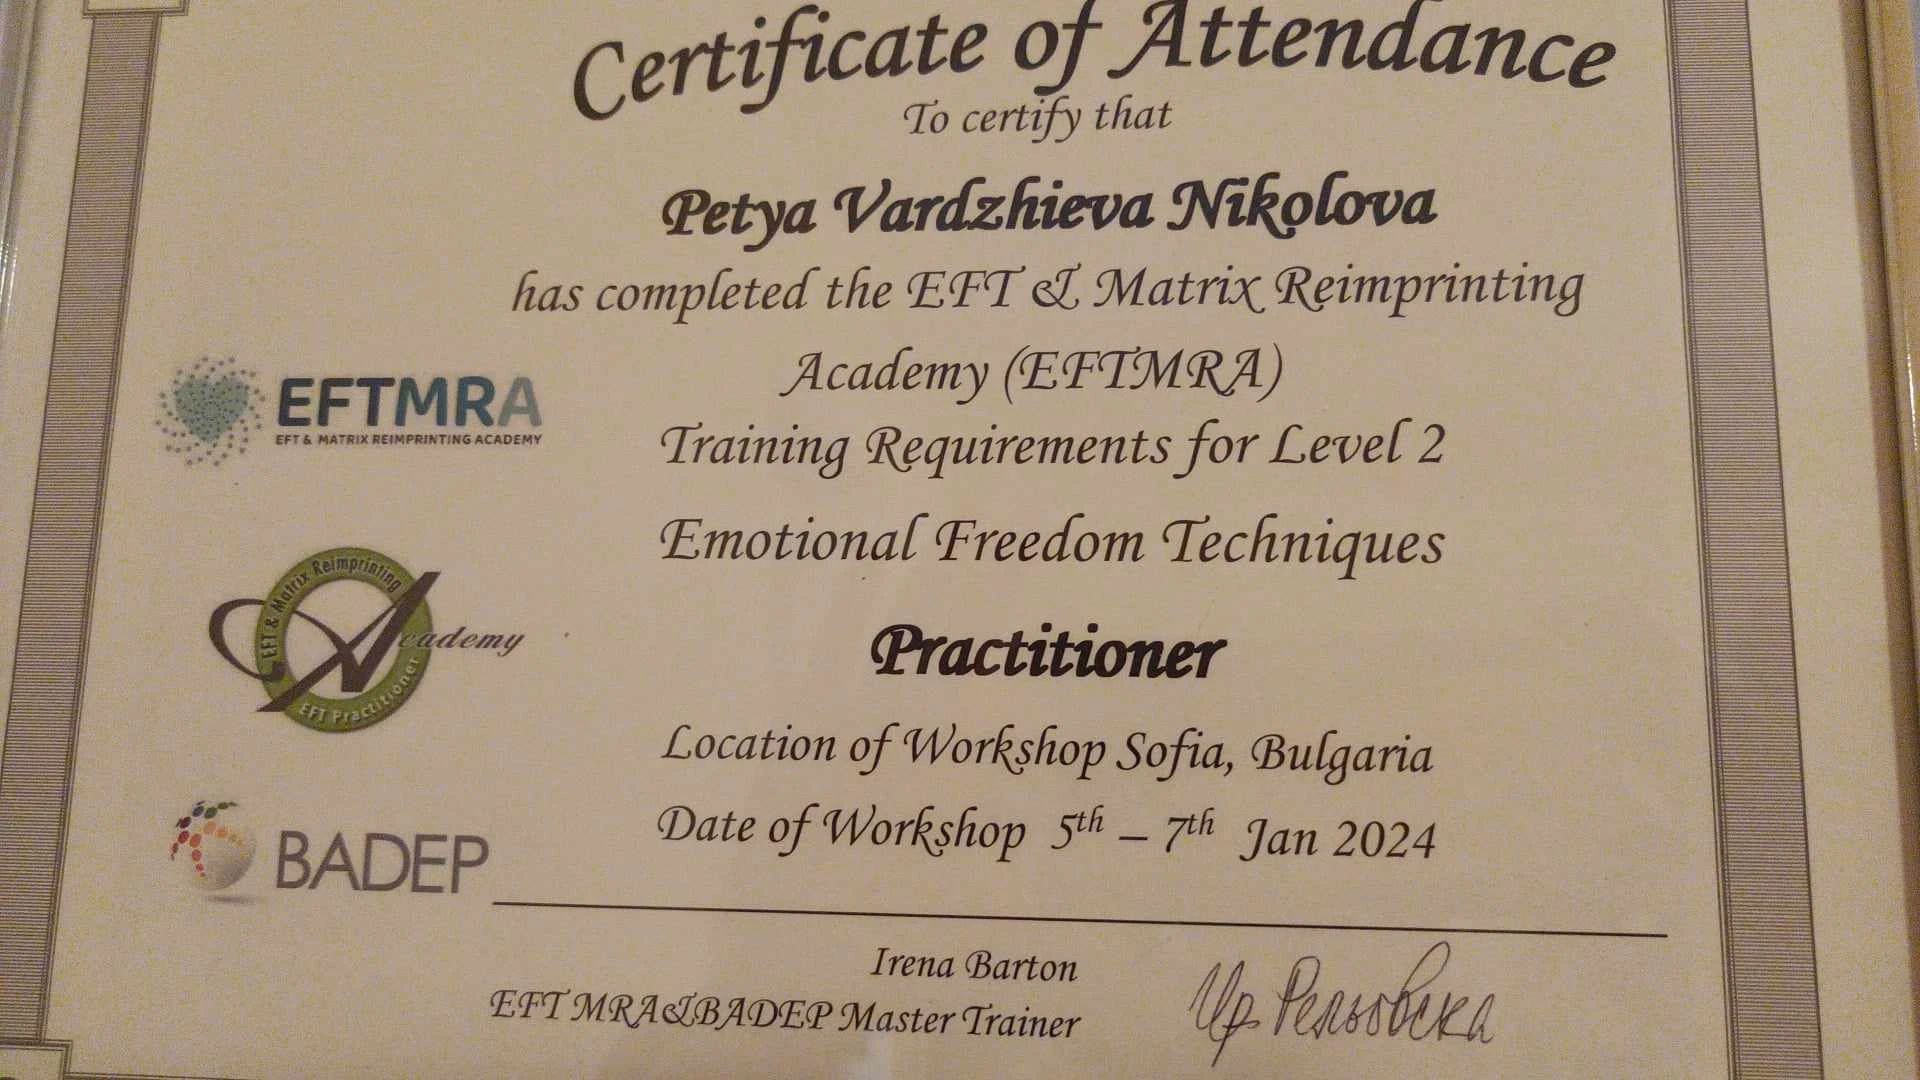 Certificate of Attendance
To certify that
Petya Vardzhieva Nikolova
has completed the EFT & Matrix Reimprinting
Academy (EFTMRA)
Training Requirements for Level 2
Emotional Freedom Techniques
Practitioner
Location of Workshop Sofia, Bulgaria
Date of Workshop 5th – 7th Jan 2024
EFTMRA
EFT & MATRIX REIMPRINTING ACADEMY
EFT & Matrix Reimprinting
Academy
EFT Practitioner
BADEP
Irena Barton
EFT MRA&BADEP Master Trainer